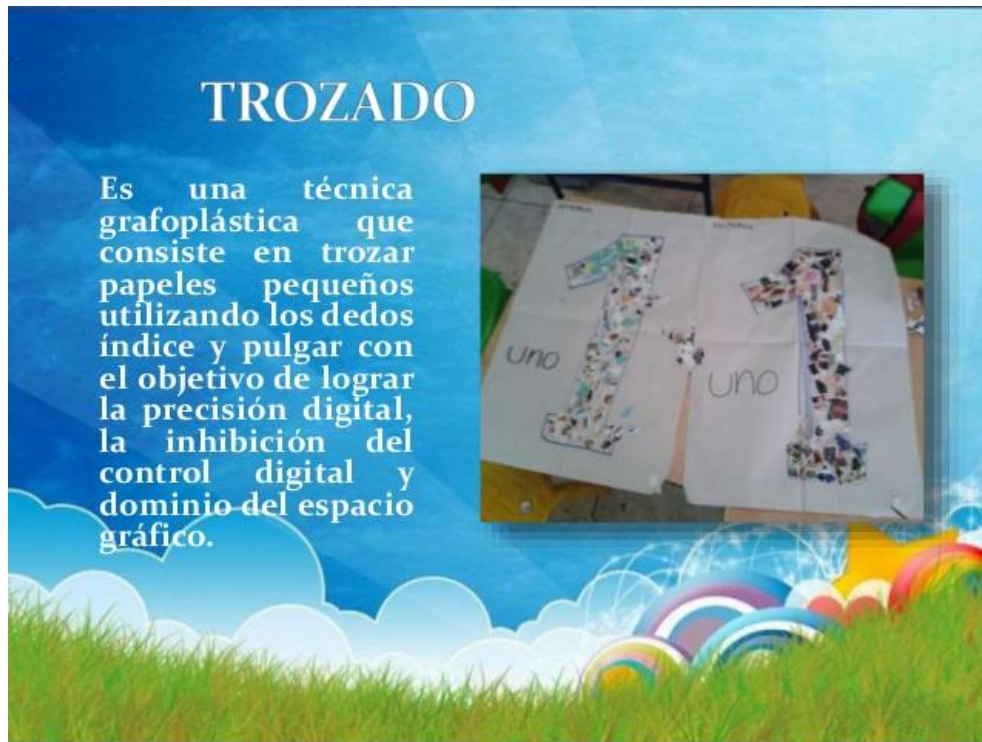 TROZADO
Es una técnica
grafoplástica que
consiste en trozar
papeles pequeños
utilizando los dedos
índice y pulgar con
el objetivo de lograr
la precisión digital,
la inhibición del
control digital y
dominio del espacio
gráfico.
uno
uno